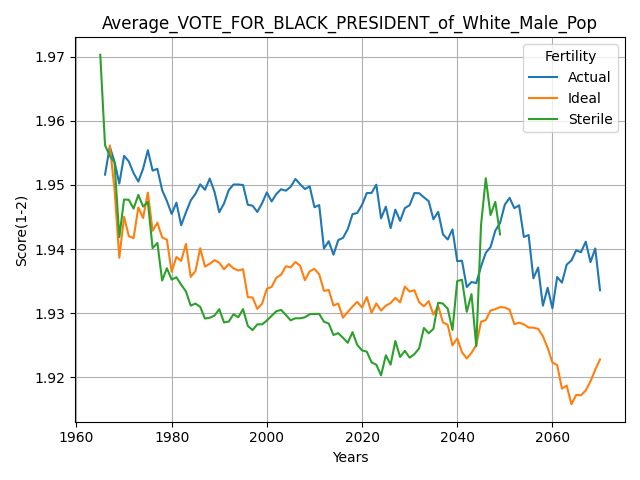 Average_VOTE_FOR_BLACK_PRESIDENT_of_White_Male_Pop
Fertility
Actual
Ideal
Sterile
Score(1-2)
1.97
1.96
1.95
1.94
1.93
1.92
1960
1980
2000
2020
2040
2060
Years